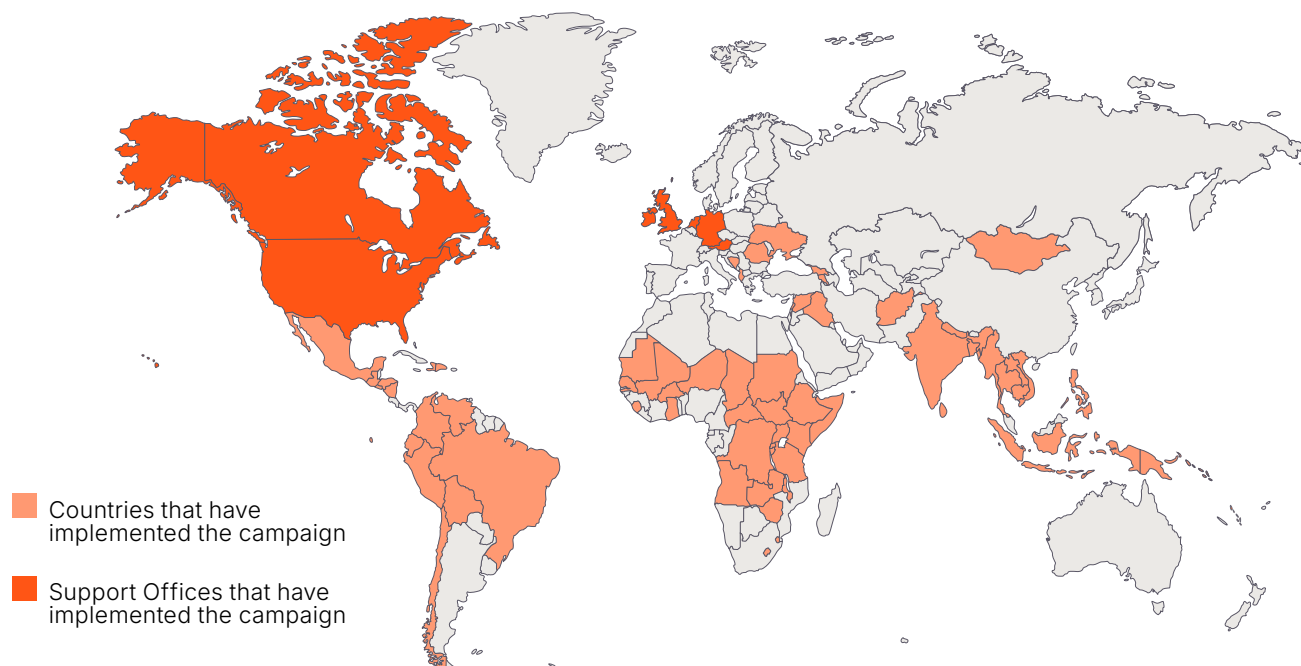 Countries that have
implemented the campaign
Support Offices that have
implemented the campaign